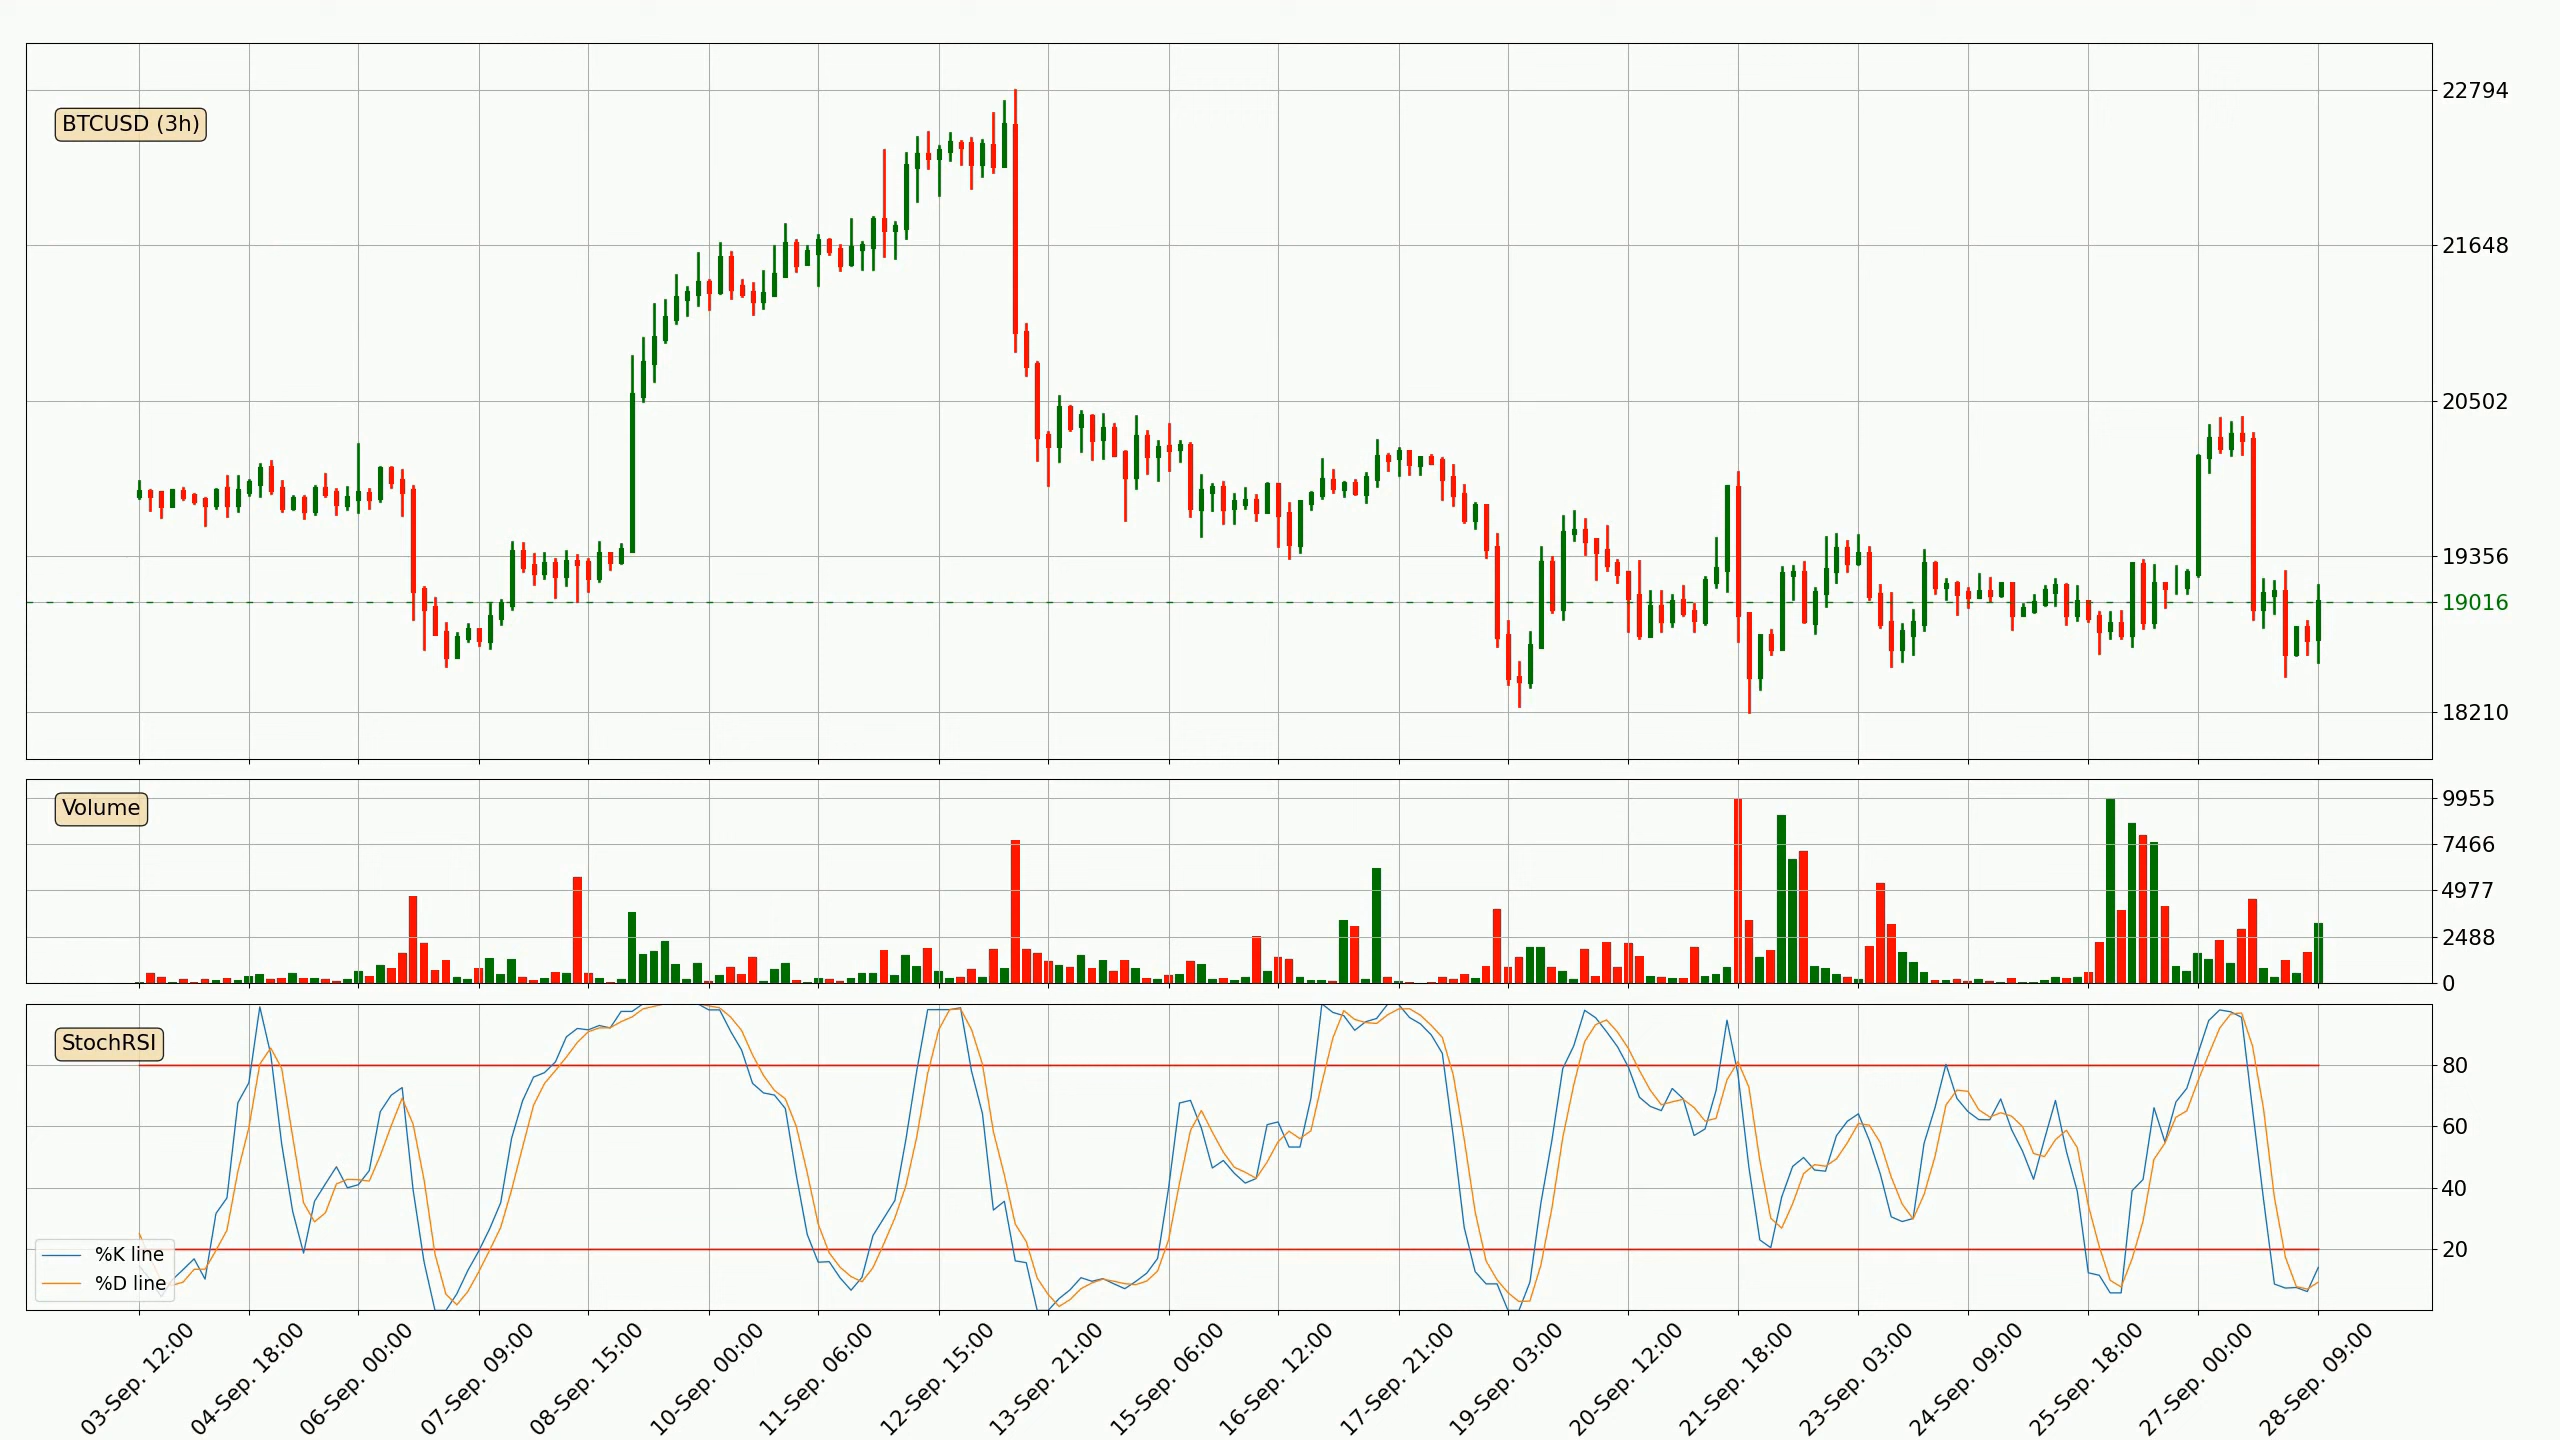 BTCUSD (3h)
22794
21648
20502
19356
19016
18210
Volume
9955
7466
4977
2488
0
StochRSI
80
60
40
20
%K line
%D line
03-Sep. 12:00
04-Sep. 18:00
06-Sep. 00:00
07-Sep. 09:00
08-Sep. 15:00
10-Sep. 00:00
11-Sep. 06:00
12-Sep. 15:00
13-Sep. 21:00
15-Sep. 06:00
16-Sep. 12:00
17-Sep. 21:00
19-Sep. 03:00
20-Sep. 12:00
21-Sep. 18:00
23-Sep. 03:00
24-Sep. 09:00
25-Sep. 18:00
27-Sep. 00:00
28-Sep. 09:00